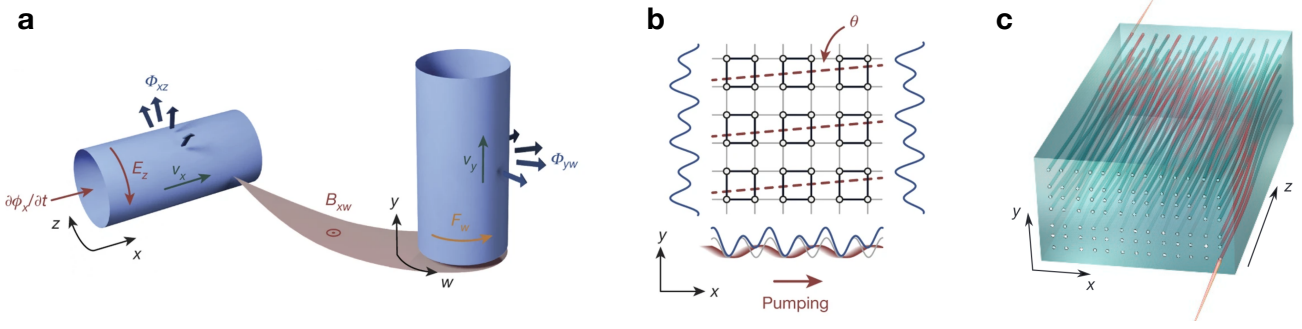 a
Φxz
Ez
vx
∂ϕx/∂t
z
x
Bxw
y
w
vy
Φyw
Fw
b
θ
y
x
Pumping
c
y
x
z